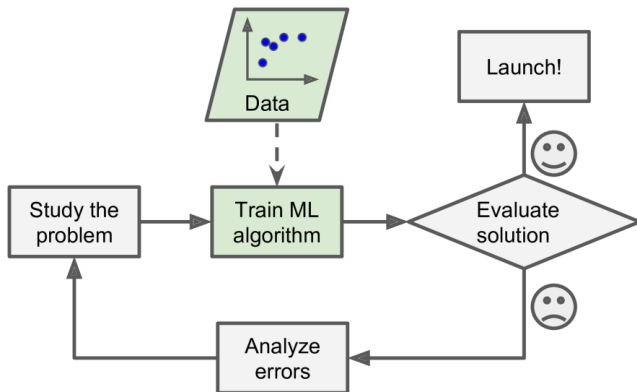 Data
Launch!
Study the
problem
Train ML
algorithm
Evaluate
solution
Analyze
errors